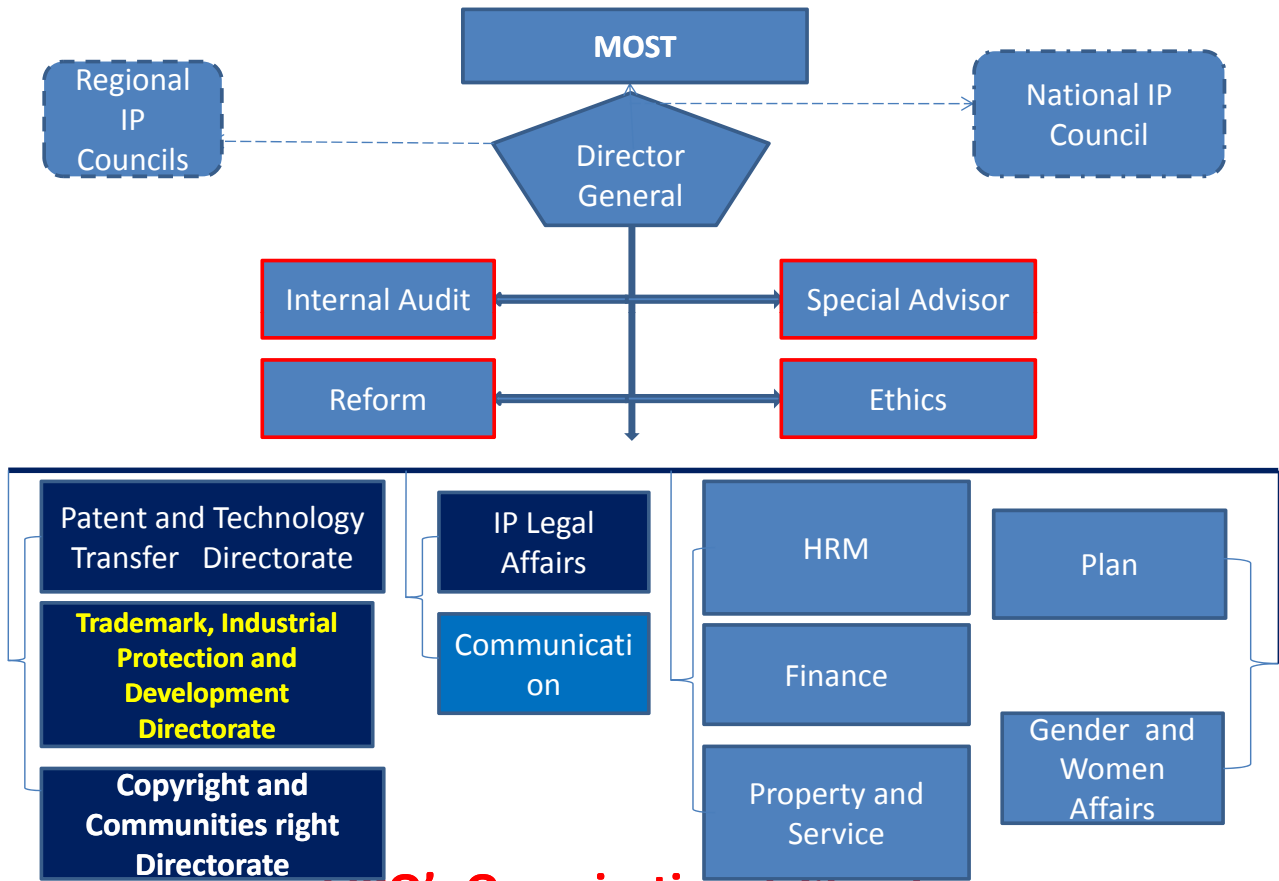 MOST
Regional
IP
Councils
National IP
Council
Director
General
Internal Audit
Special Advisor
Reform
Ethics
Patent and Technology
Transfer Directorate
Trademark, Industrial
Protection and
Development
Directorate
Copyright and
Communities right
Directorate
IP Legal
Affairs
Communicati
on
HRM
Finance
Property and
Service
Plan
Gender and
Women
Affairs